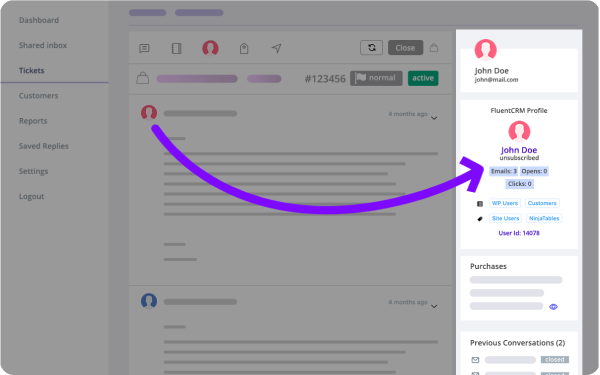 Dashboard
Shared inbox
Tickets
Customers
Reports
Saved Replies
Settings
Logout
Close
#123456 normal active
4 months ago
4 months ago
John Doe
john@mail.com
FluentCRM Profile
John Doe
unsubscribed
Emails: 3 Opens: 0
Clicks: 0
WP Users Customers
Site Users NinjaTables
User Id: 14078
Purchases
Previous Conversations (2)
closed
closed